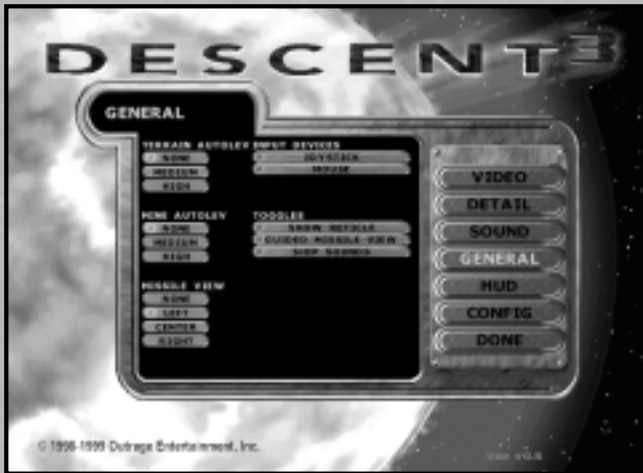 DESCENT 3
GENERAL
TERRAIN AUTOLEV
NONE
MEDIUM
HIGH
INPUT DEVICES
JOYSTICK
MOUSE
MINE AUTOLEV
NONE
MEDIUM
HIGH
TOGGLES
SHOW RETICLE
GUIDED MISSILE VIEW
SHIP SOUNDS
MISSILE VIEW
NONE
LEFT
CENTER
RIGHT
VIDEO
DETAIL
SOUND
GENERAL
HUD
CONFIG
DONE
© 1998-1999 Outrage Entertainment, Inc.